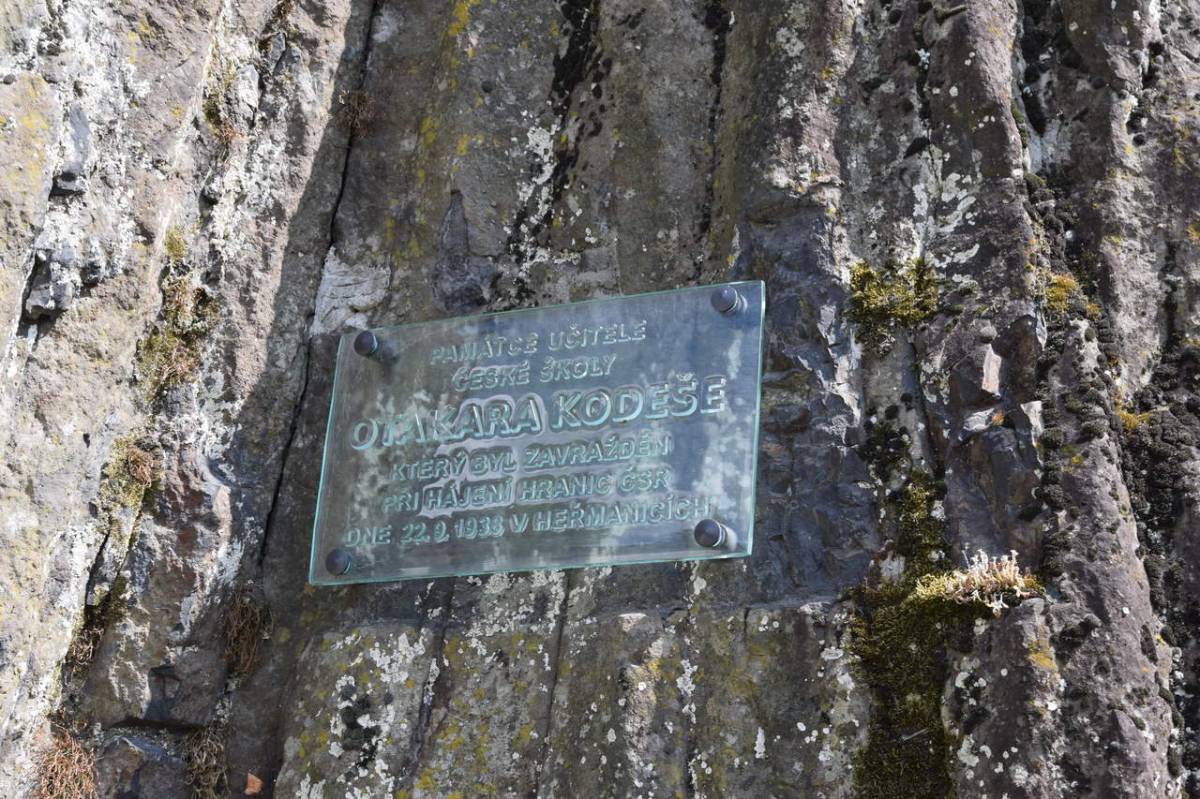 PAMÁTCE UČITELE
ČESKÉ ŠKOLY
OTAKARA KODEŠE
KTERÝ BYL ZAVRAŽDĚN
PŘI HÁJENÍ HRANIC ČSR
DNE 22. 9. 1938 V HEŘMANICÍCH